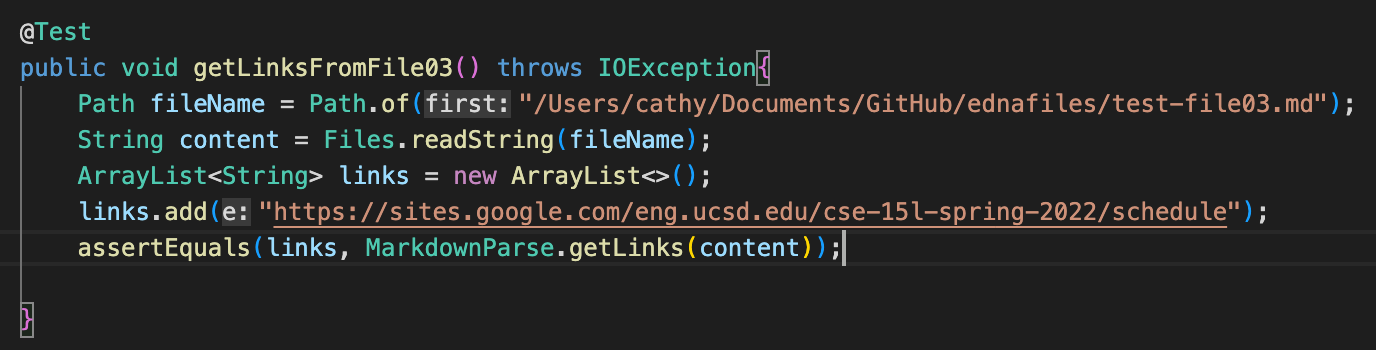 @Test
public void getLinksFromFile03() throws IOException{
Path fileName = Path.of(first: "/Users/cathy/Documents/GitHub/ednafiles/test-file03.md");
String content = Files.readString(fileName);
ArrayList<String> links = new ArrayList<>();
links.add(e: "https://sites.google.com/eng.ucsd.edu/cse-15l-spring-2022/schedule");
assertEquals(links, MarkdownParse.getLinks(content));
}